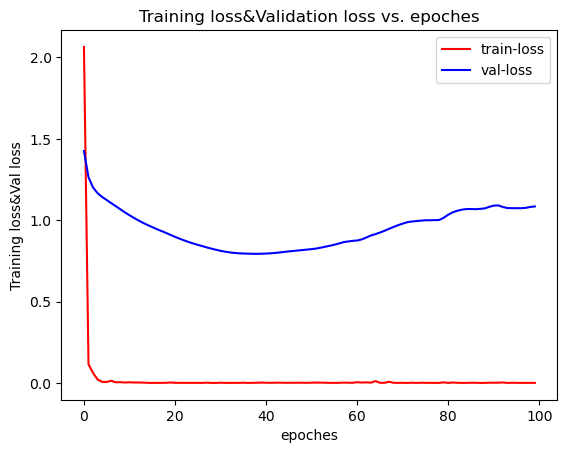 Training loss&Validation loss vs. epoches
train-loss
val-loss
Training loss&Val loss
2.0
1.5
1.0
0.5
0.0
0
20
40
60
80
100
epoches